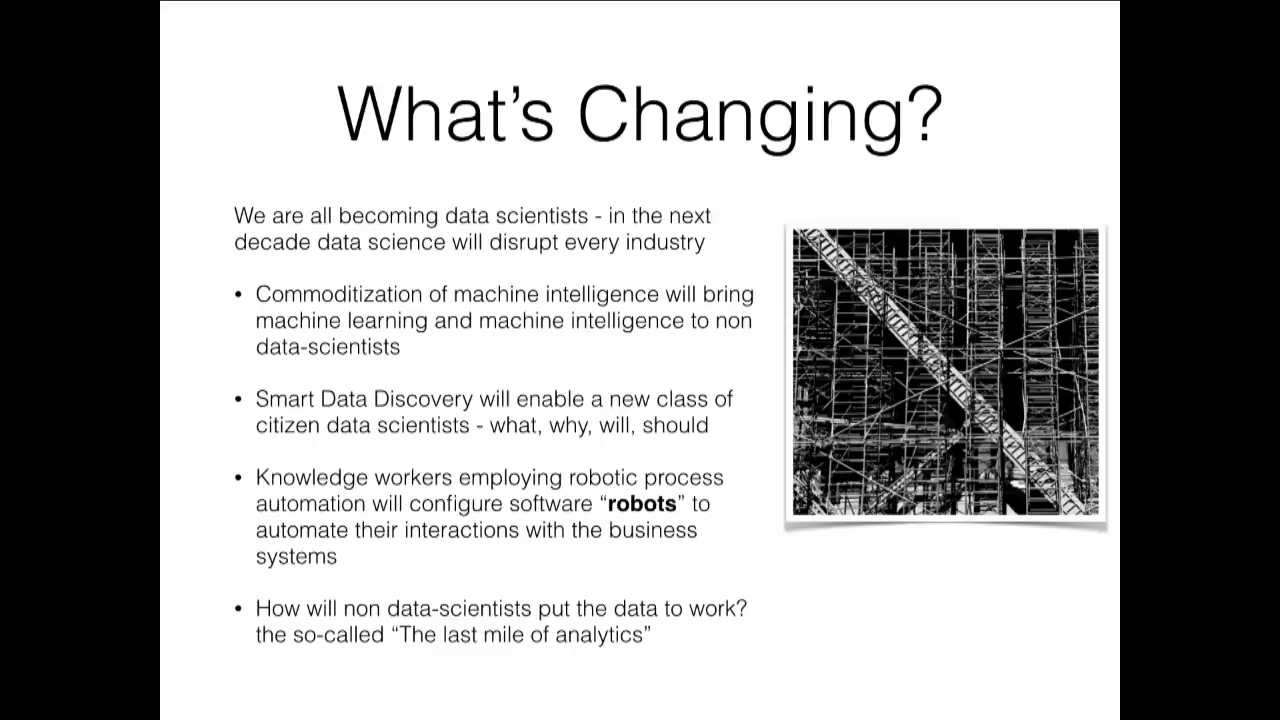 What’s Changing?
We are all becoming data scientists - in the next
decade data science will disrupt every industry
• Commoditization of machine intelligence will bring
machine learning and machine intelligence to non
data-scientists
• Smart Data Discovery will enable a new class of
citizen data scientists - what, why, will, should
• Knowledge workers employing robotic process
automation will configure software “robots” to
automate their interactions with the business
systems
• How will non data-scientists put the data to work?
the so-called “The last mile of analytics”